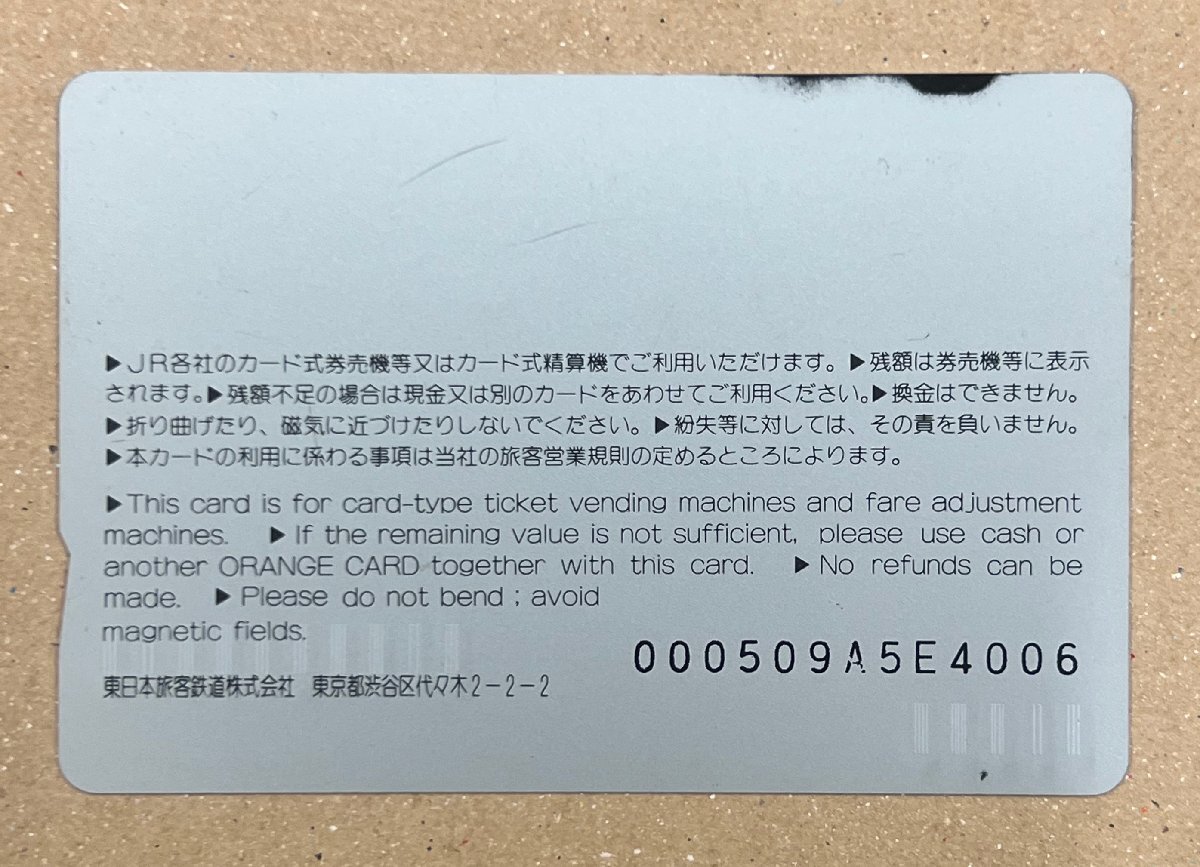 ▶JR各社のカード式券売機等又はカード式精算機でご利用いただけます。▶残額は券売機等に表示
されます。▶残額不足の場合は現金又は別のカードをあわせてご利用ください。▶換金はできません。
▶折り曲げたり、磁気に近づけたりしないでください。▶紛失等に対しては、その責を負いません。
▶本カードの利用に係わる事項は当社の旅客営業規則の定めるところによります。
▶This card is for card-type ticket vending machines and fare adjustment
machines. ▶If the remaining value is not sufficient, please use cash or
another ORANGE CARD together with this card. ▶No refunds can be
made. ▶Please do not bend ; avoid
magnetic fields.
000509A5E4006
東日本旅客鉄道株式会社 東京都渋谷区代々木2-2-2